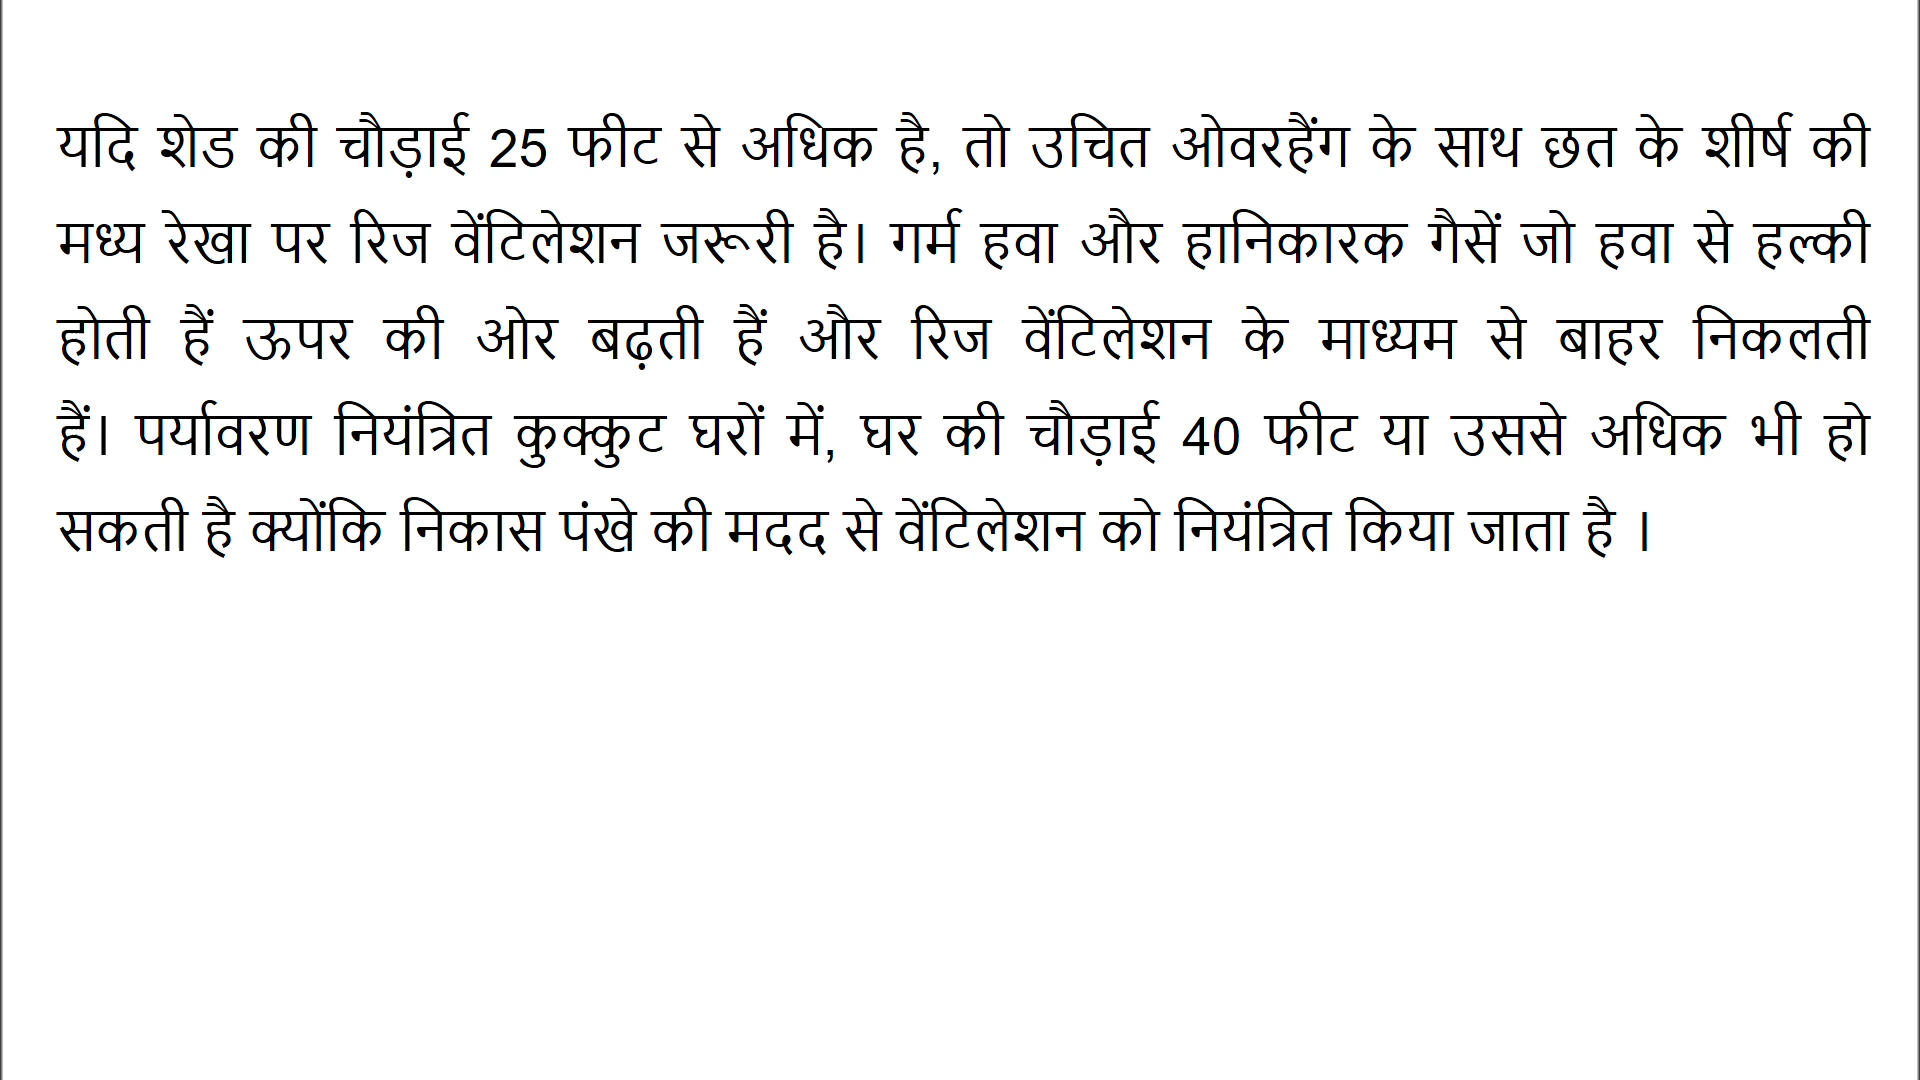 यदि शेड की चौड़ाई 25 फीट से अधिक है, तो उचित ओवरहैंग के साथ छत के शीर्ष की
मध्य रेखा पर रिज वेंटिलेशन जरूरी है। गर्म हवा और हानिकारक गैसें जो हवा से हल्की
होती हैं ऊपर की ओर बढ़ती हैं और रिज वेंटिलेशन के माध्यम से बाहर निकलती
हैं। पर्यावरण नियंत्रित कुक्कुट घरों में, घर की चौड़ाई 40 फीट या उससे अधिक भी हो
सकती है क्योंकि निकास पंखे की मदद से वेंटिलेशन को नियंत्रित किया जाता है ।